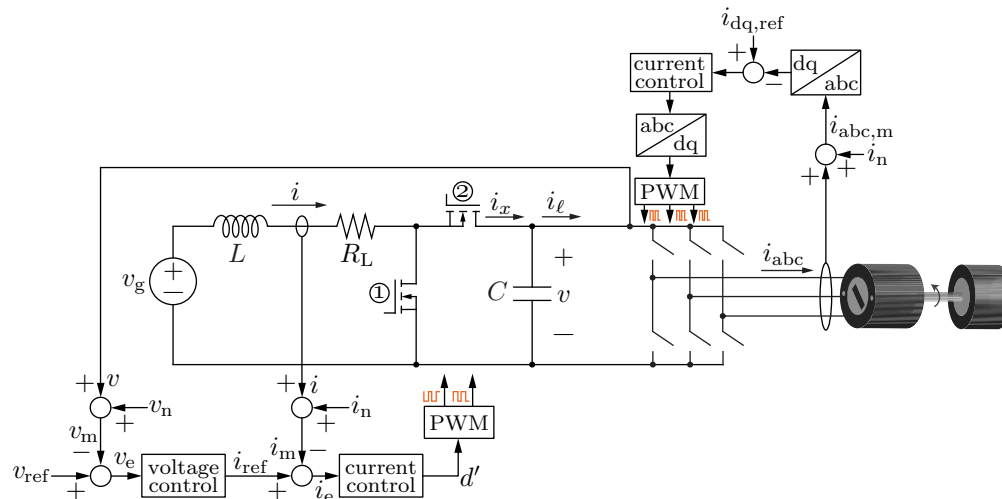 i_dq,ref
+
−
current
control
dq
abc
i_abc,m
abc
dq
+
+
i_n
PWM
②
i
i_x
i_ℓ
L
R_L
i_abc
v_g
+
−
①
C
+
v
−
+
v
+
i
v_n
+
i_n
+
PWM
v_m
−
i_m
−
v_ref
+
v_e
voltage
control
i_ref
+
i_e
current
control
d′